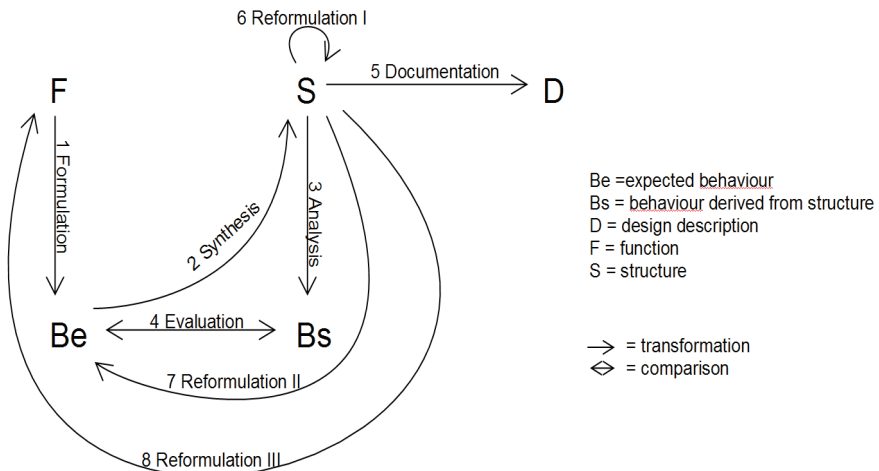 6 Reformulation I
5 Documentation
F
S
D
1 Formulation
2 Synthesis
3 Analysis
Be =expected behaviour
Bs = behaviour derived from structure
D = design description
F = function
S = structure
Be
4 Evaluation
Bs
= transformation
= comparison
7 Reformulation II
8 Reformulation III